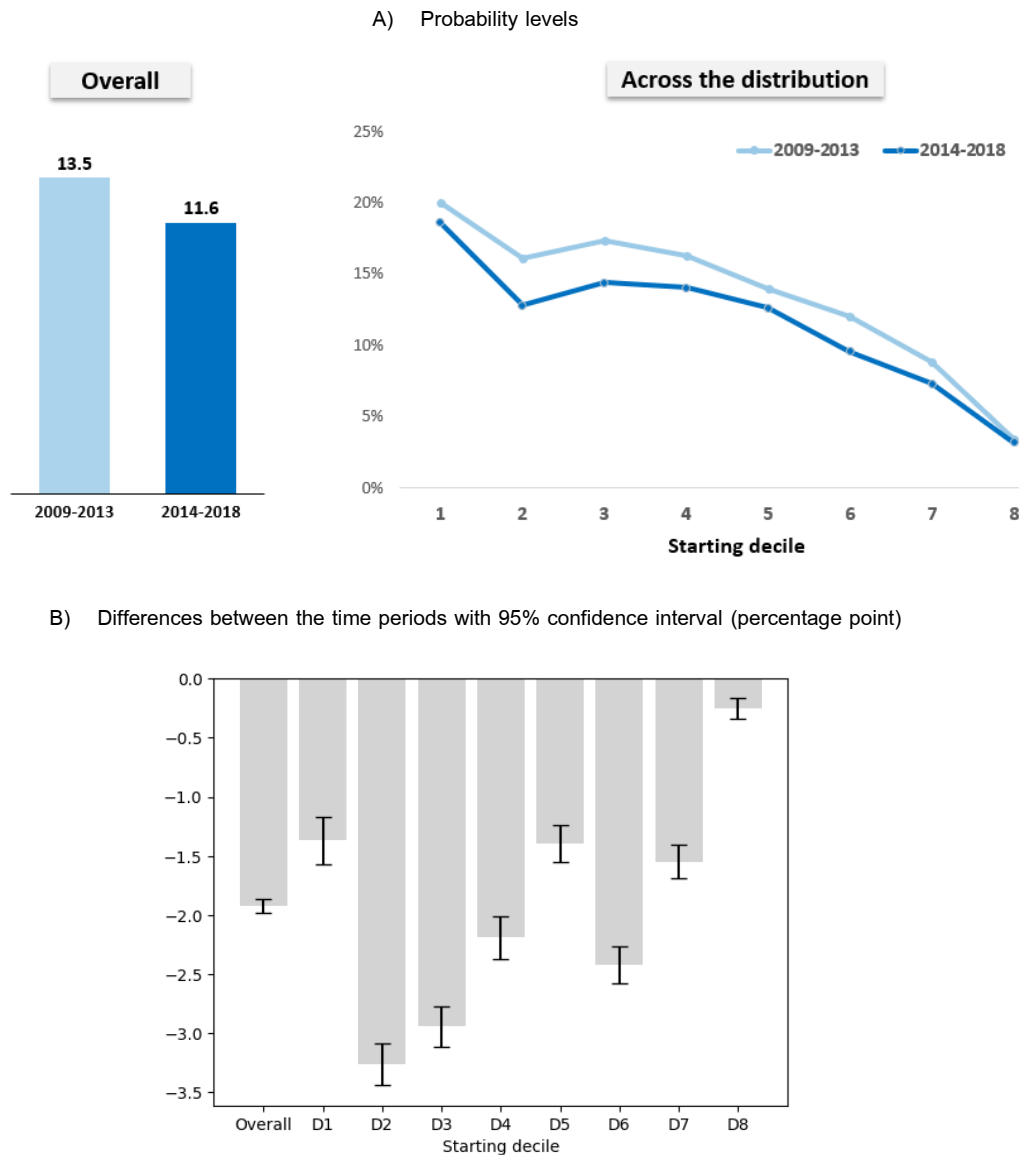 A) Probability levels
Overall
Across the distribution
13.5
11.6
2009-2013
2014-2018
25%
20%
15%
10%
5%
0%
2009-2013 2014-2018
1 2 3 4 5 6 7 8
Starting decile
B) Differences between the time periods with 95% confidence interval (percentage point)
0.0
−0.5
−1.0
−1.5
−2.0
−2.5
−3.0
−3.5
Overall D1 D2 D3 D4 D5 D6 D7 D8
Starting decile